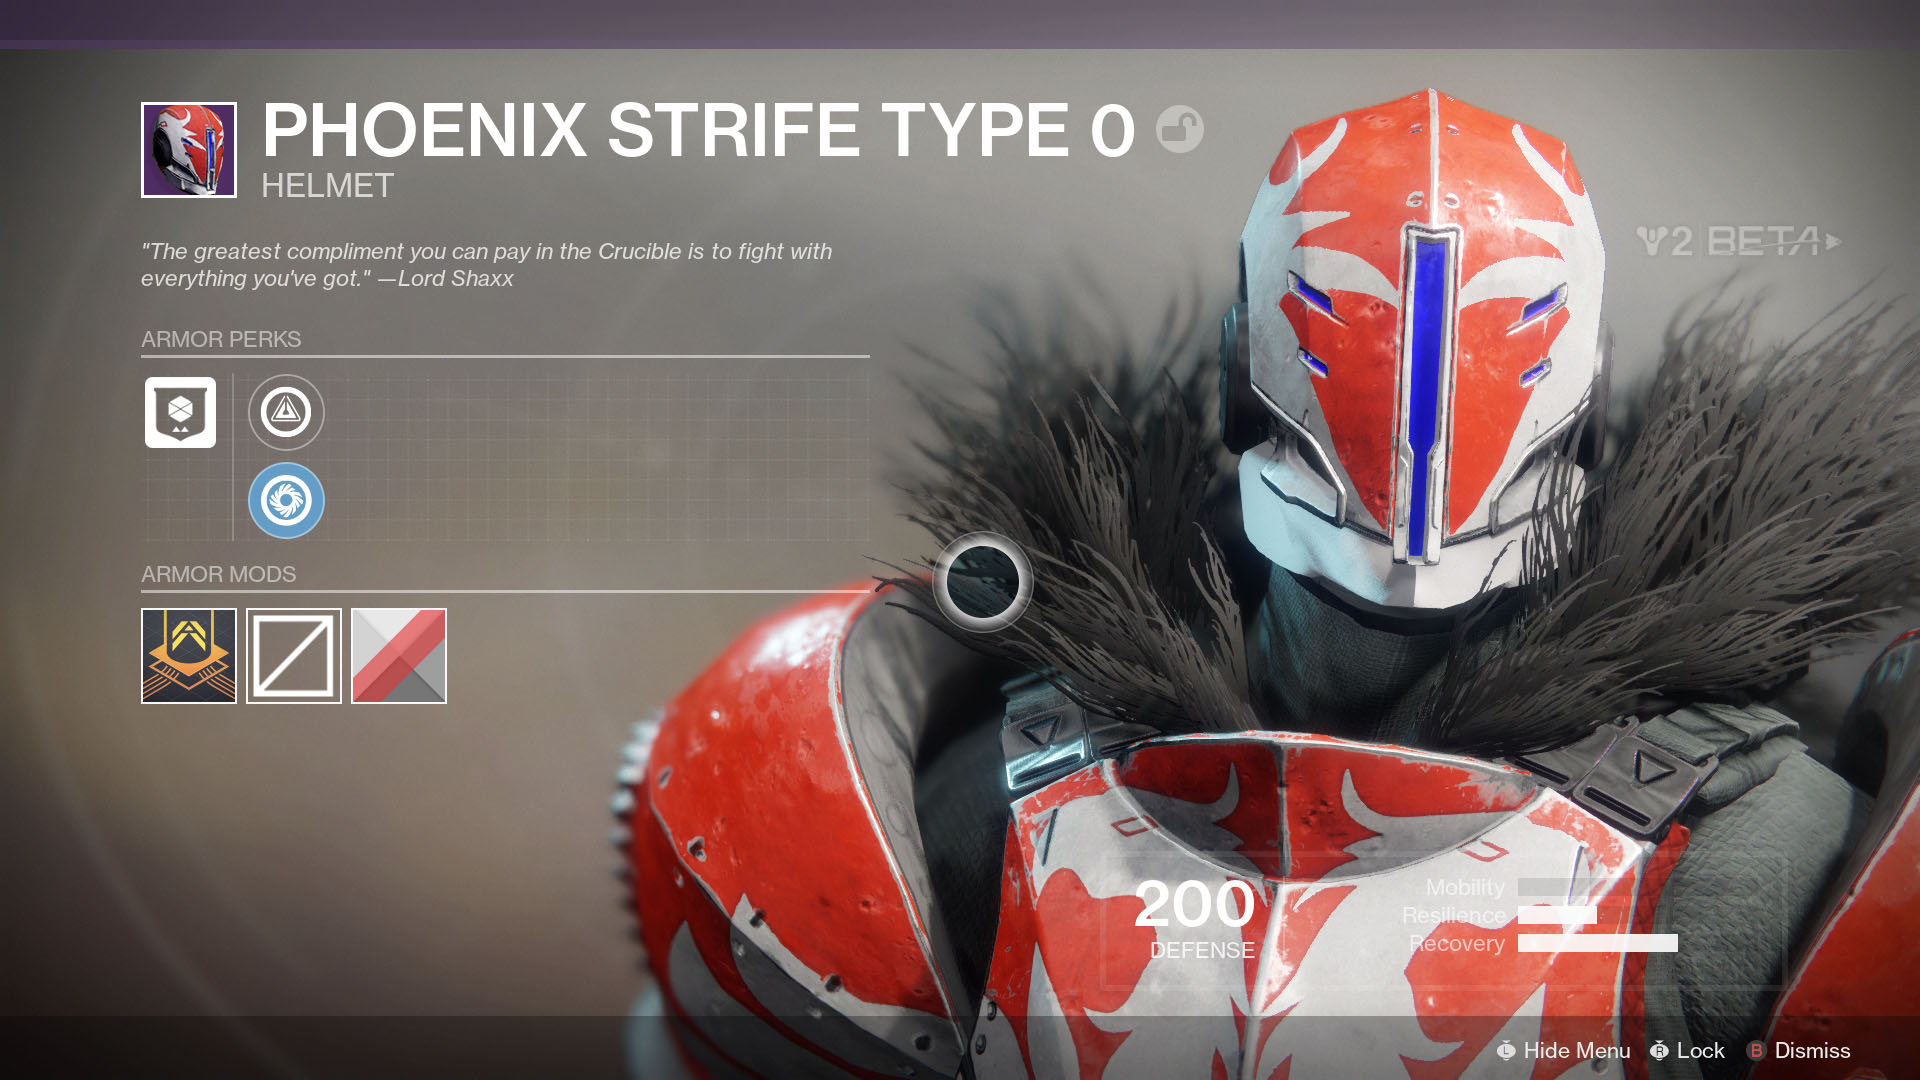 PHOENIX STRIFE TYPE 0
HELMET
"The greatest compliment you can pay in the Crucible is to fight with
everything you've got." —Lord Shaxx
2 BETA
ARMOR PERKS
ARMOR MODS
200
DEFENSE
Mobility
Resilience
Recovery
L Hide Menu R Lock B Dismiss